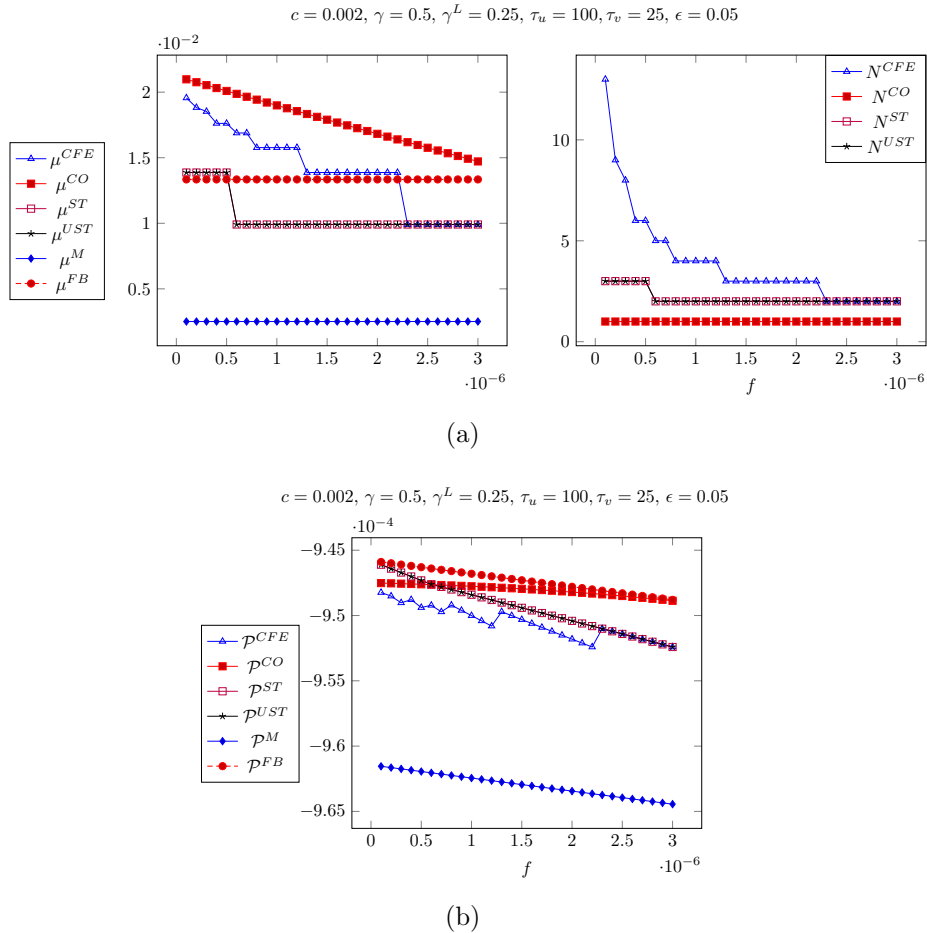 c = 0.002, γ = 0.5, γ^L = 0.25, τ_u = 100, τ_v = 25, ϵ = 0.05
·10^−2
2
1.5
1
0.5
0 0.5 1 1.5 2 2.5 3
·10^−6
μ^CFE
μ^CO
μ^ST
μ^UST
μ^M
μ^FB
10
5
0
0 0.5 1 1.5 2 2.5 3
·10^−6
f
N^CFE
N^CO
N^ST
N^UST
(a)
c = 0.002, γ = 0.5, γ^L = 0.25, τ_u = 100, τ_v = 25, ϵ = 0.05
·10^−4
−9.45
−9.5
−9.55
−9.6
−9.65
0 0.5 1 1.5 2 2.5 3
·10^−6
f
P^CFE
P^CO
P^ST
P^UST
P^M
P^FB
(b)